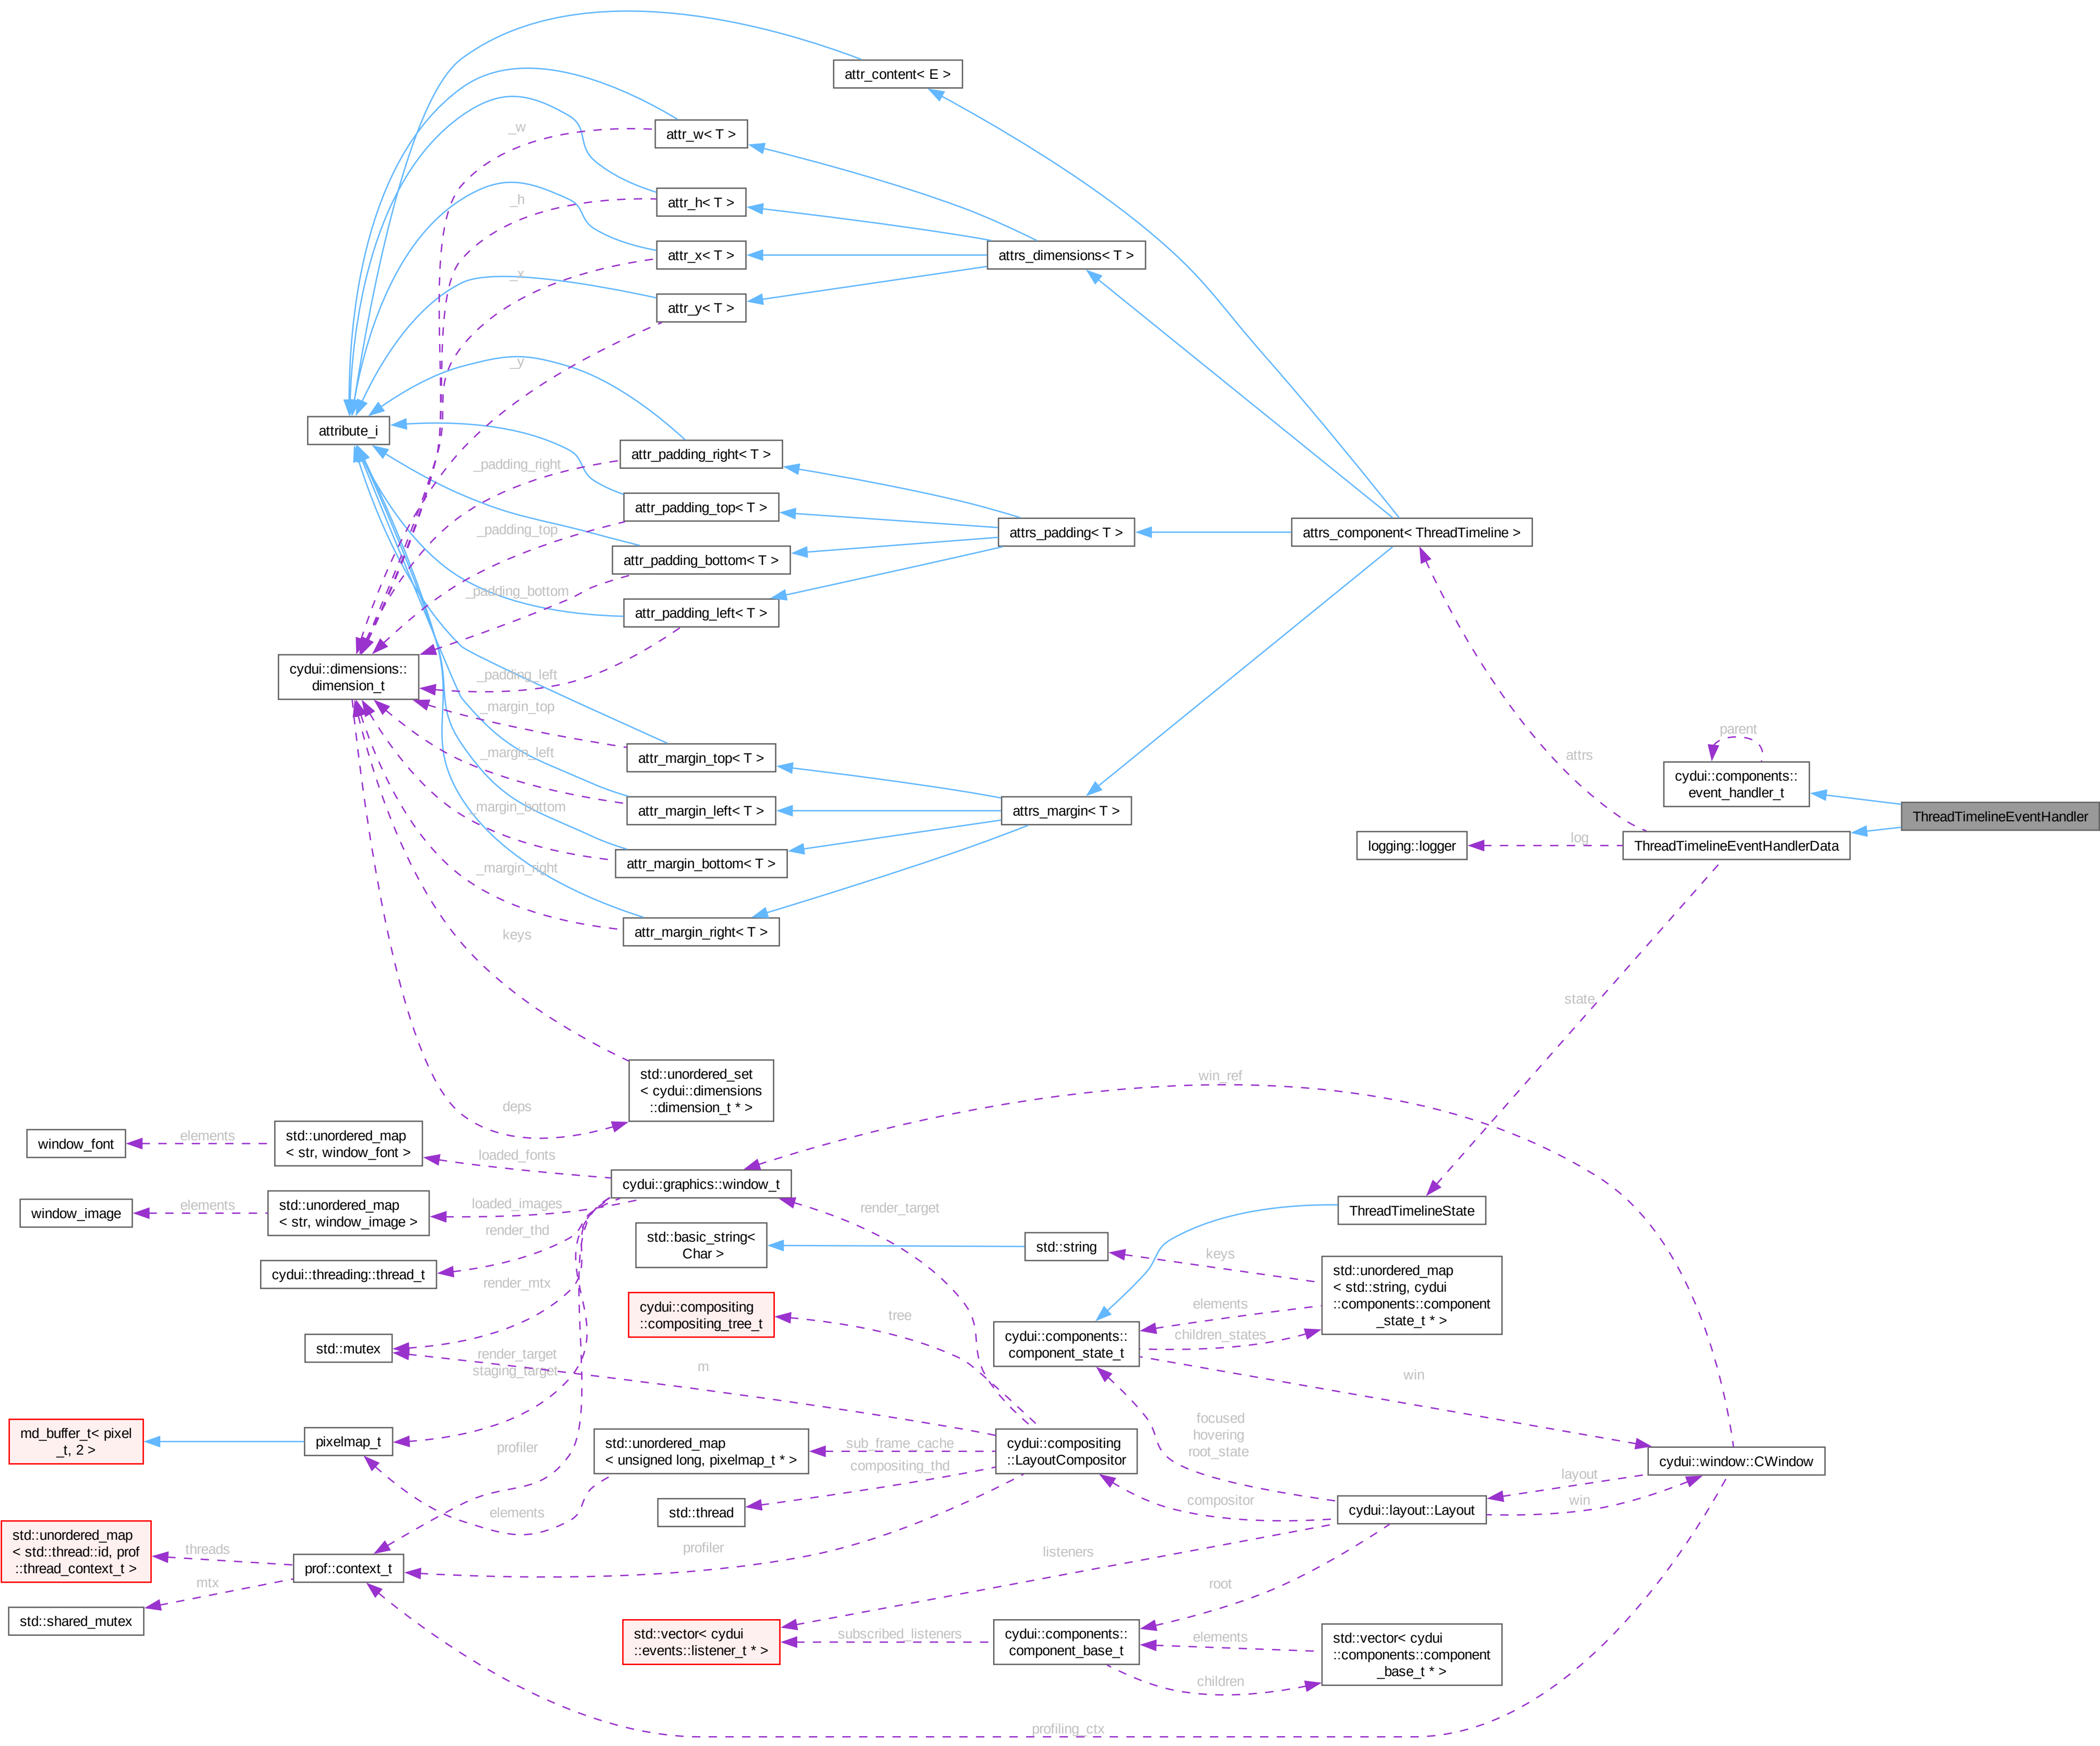 attr_content< E >
_w
attr_w< T >
_h
attr_h< T >
attr_x< T >
attrs_dimensions< T >
_x
attr_y< T >
_y
attribute_i
attr_padding_right< T >
_padding_right
attr_padding_top< T >
_padding_top
attrs_padding< T >
attrs_component< ThreadTimeline >
attr_padding_bottom< T >
_padding_bottom
attr_padding_left< T >
cydui::dimensions::
dimension_t
_padding_left
_margin_top
attr_margin_top< T >
_margin_left
attr_margin_left< T >
attrs_margin< T >
_margin_bottom
attr_margin_bottom< T >
_margin_right
attr_margin_right< T >
parent
attrs
cydui::components::
event_handler_t
ThreadTimelineEventHandler
logging::logger
log
ThreadTimelineEventHandlerData
keys
state
std::unordered_set
< cydui::dimensions
::dimension_t * >
deps
win_ref
window_font
elements
std::unordered_map
< str, window_font >
loaded_fonts
cydui::graphics::window_t
window_image
elements
std::unordered_map
< str, window_image >
loaded_images
render_target
ThreadTimelineState
render_thd
std::basic_string<
Char >
std::string
keys
cydui::threading::thread_t
render_mtx
std::unordered_map
< std::string, cydui
::components::component
_state_t * >
cydui::compositing
::compositing_tree_t
tree
elements
children_states
cydui::components::
component_state_t
std::mutex
render_target
staging_target
m
win
md_buffer_t< pixel
_t, 2 >
pixelmap_t
profiler
std::unordered_map
< unsigned long, pixelmap_t * >
sub_frame_cache
compositing_thd
cydui::compositing
::LayoutCompositor
focused
hovering
root_state
cydui::window::CWindow
layout
win
elements
std::thread
compositor
cydui::layout::Layout
std::unordered_map
< std::thread::id, prof
::thread_context_t >
threads
prof::context_t
profiler
listeners
mtx
root
std::shared_mutex
std::vector< cydui
::events::listener_t * >
subscribed_listeners
cydui::components::
component_base_t
elements
children
std::vector< cydui
::components::component
_base_t * >
profiling_ctx